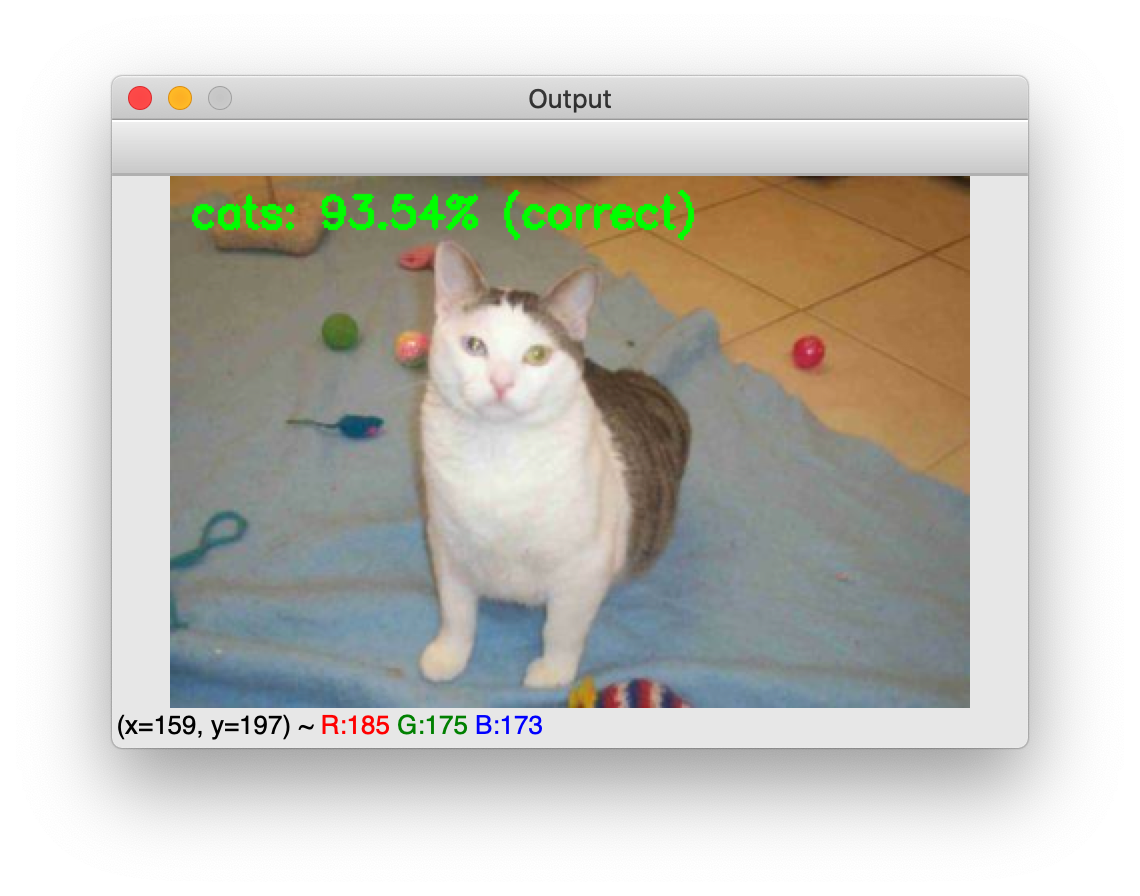 Output
cats: 93.54% (correct)
(x=159, y=197) ~ R:185 G:175 B:173